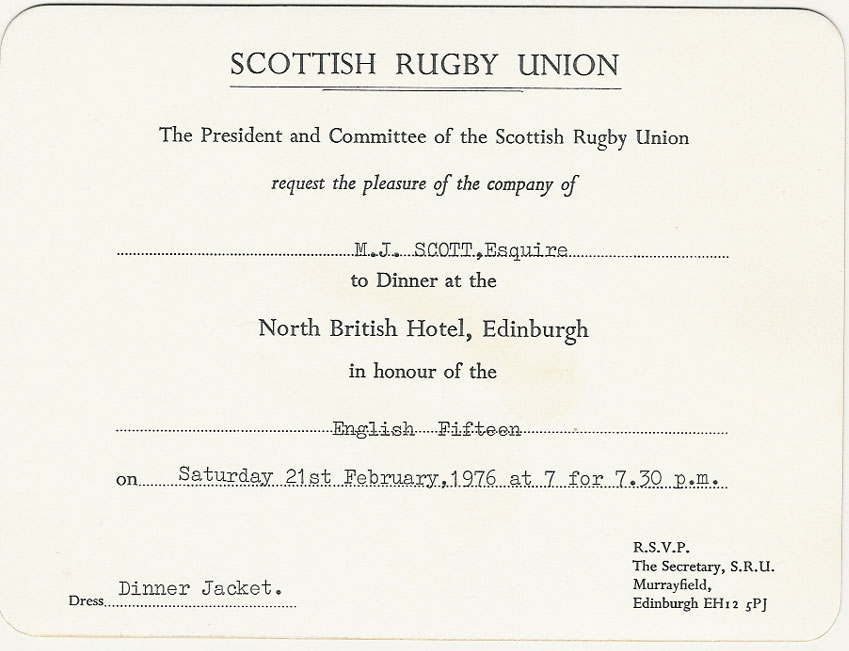 SCOTTISH RUGBY UNION
The President and Committee of the Scottish Rugby Union
request the pleasure of the company of
M.J. SCOTT,Esquire
to Dinner at the
North British Hotel, Edinburgh
in honour of the
English Fifteen
on Saturday 21st February,1976 at 7 for 7.30 p.m.
Dress Dinner Jacket.
R.S.V.P.
The Secretary, S.R.U.
Murrayfield,
Edinburgh EH12 5PJ